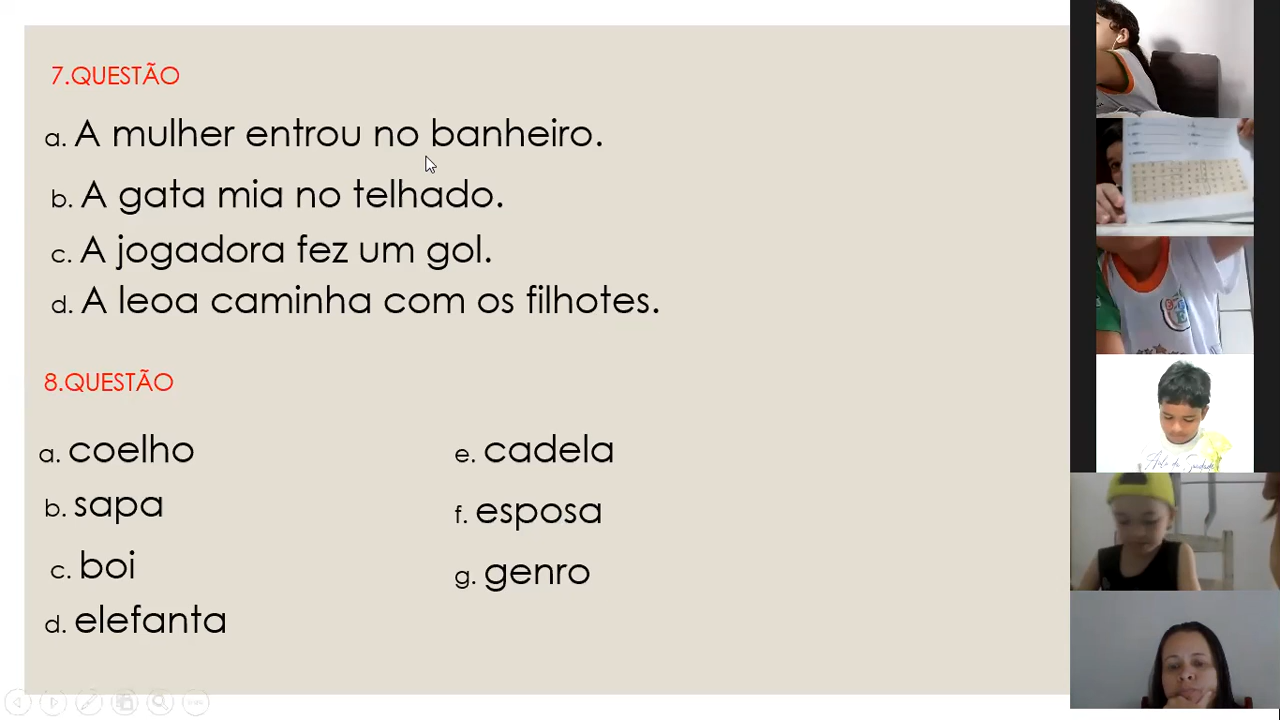 7.QUESTÃO
a. A mulher entrou no banheiro.
b. A gata mia no telhado.
c. A jogadora fez um gol.
d. A leoa caminha com os filhotes.
8.QUESTÃO
a. coelho
b. sapa
c. boi
d. elefanta
e. cadela
f. esposa
g. genro